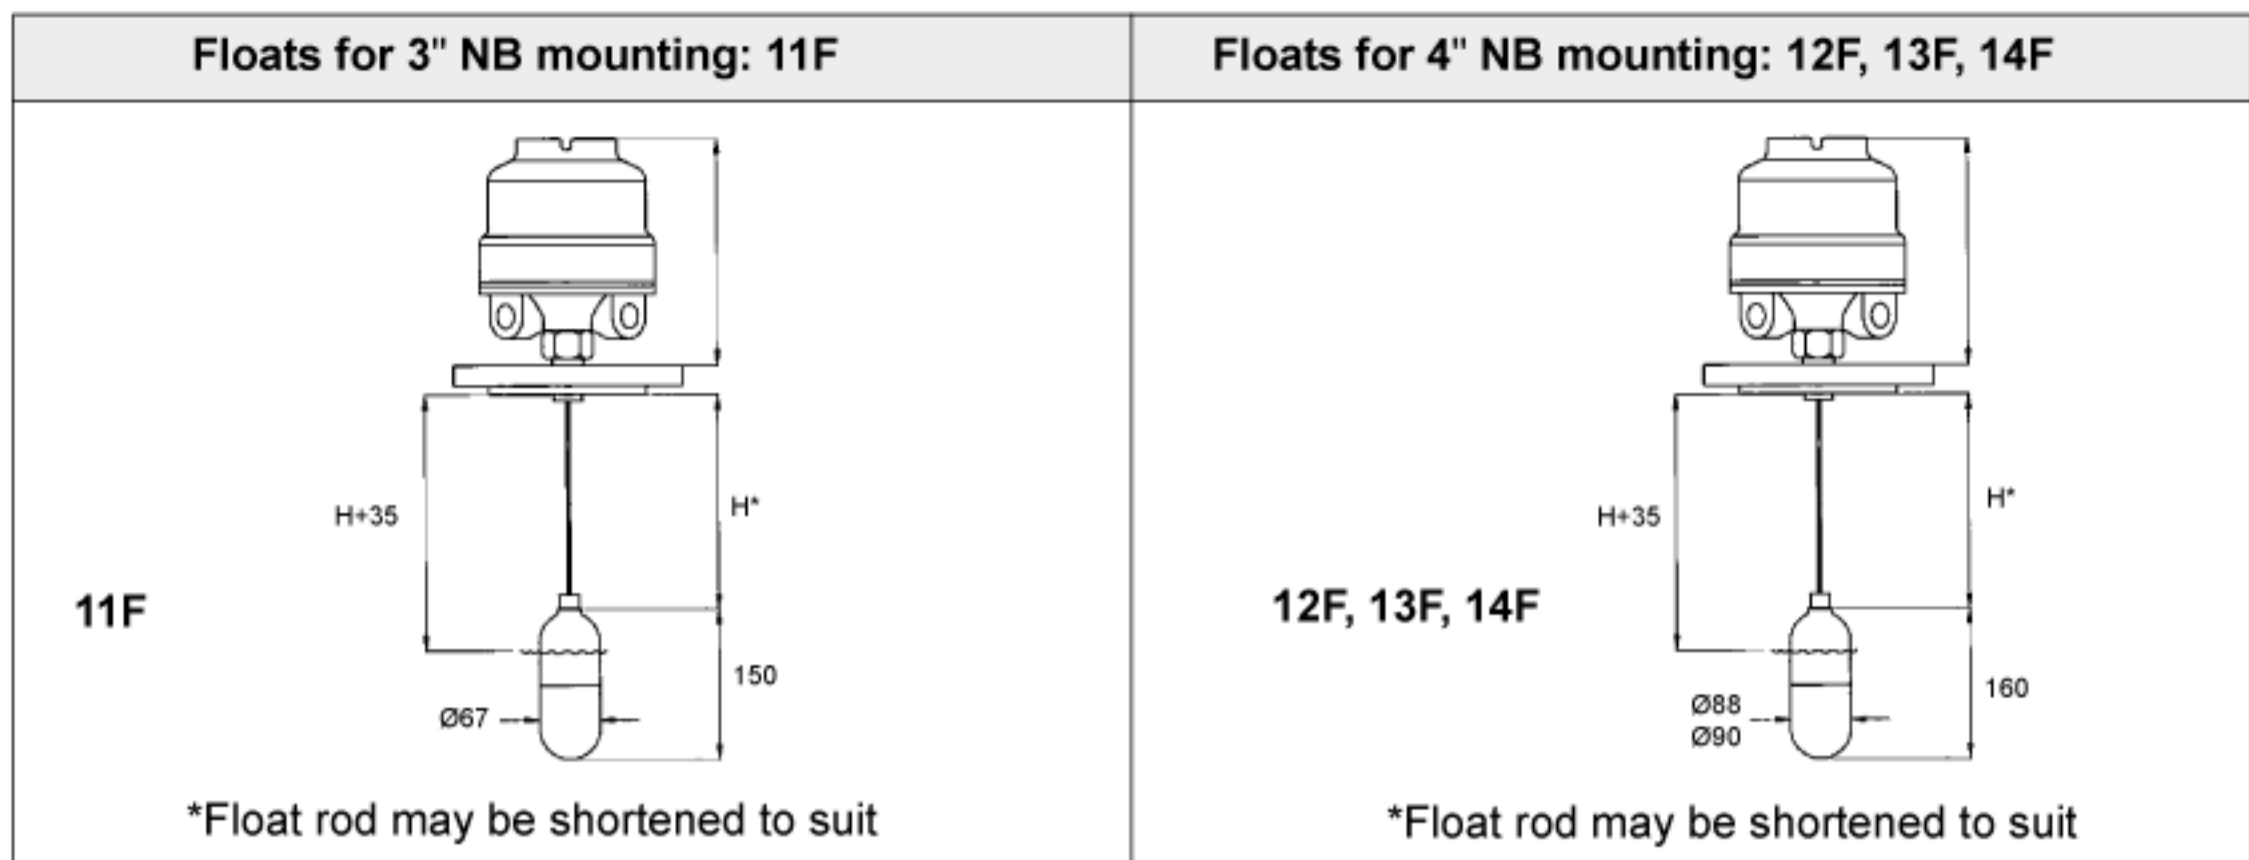 Floats for 3" NB mounting: 11F
H+35
H*
11F
150
Ø67
*Float rod may be shortened to suit
Floats for 4" NB mounting: 12F, 13F, 14F
H+35
H*
12F, 13F, 14F
160
Ø88
Ø90
*Float rod may be shortened to suit